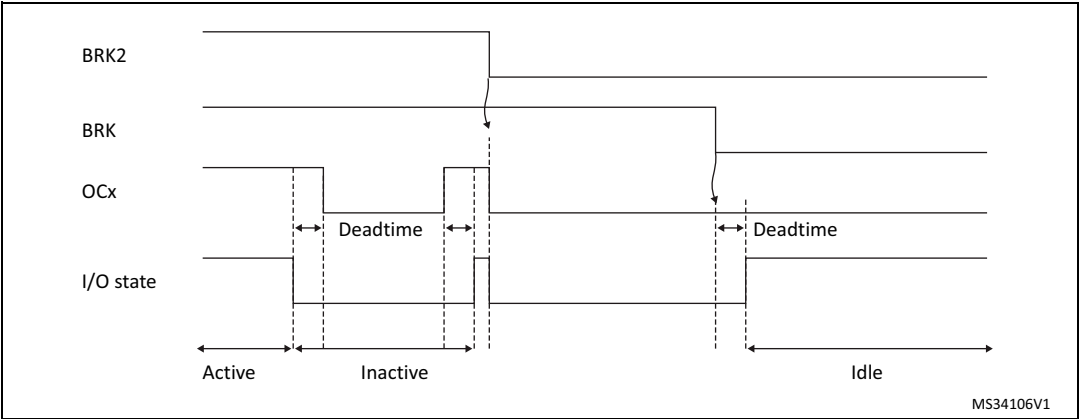 BRK2
BRK
OCx
Deadtime
Deadtime
I/O state
Active
Inactive
Idle
MS34106V1